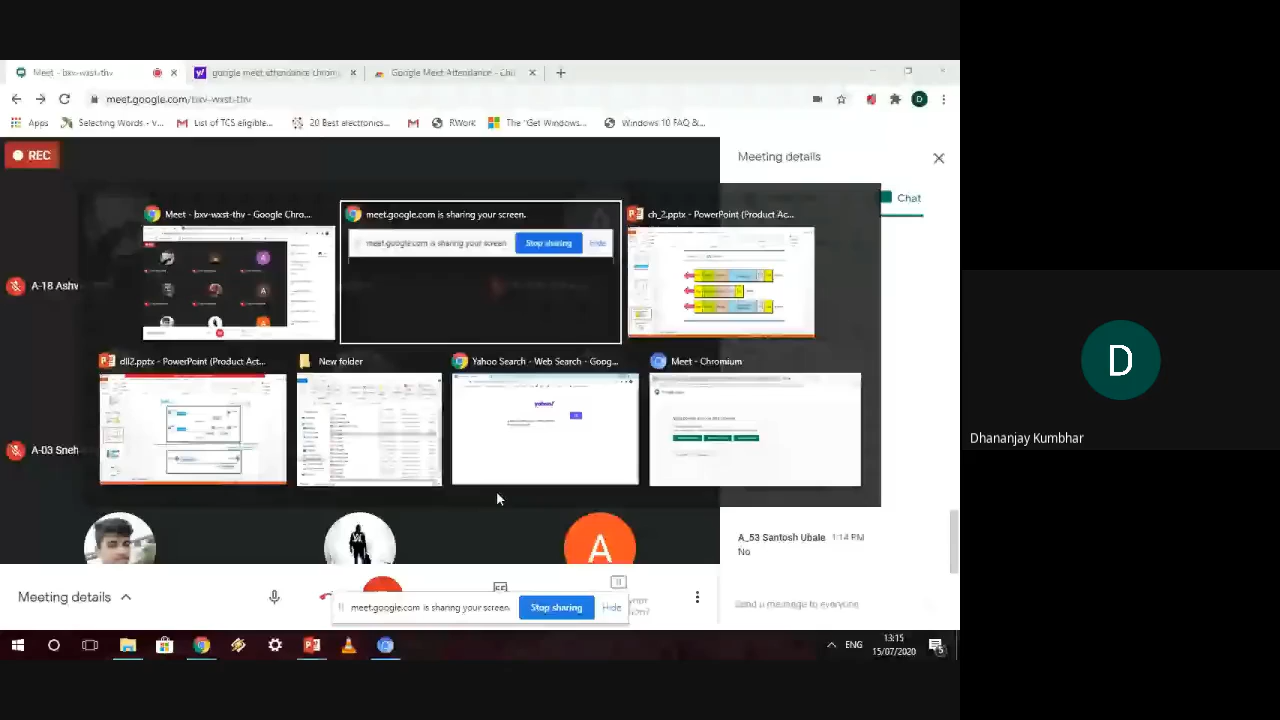 Meet - bxv-wxst-thv
google meet attendance chrom
Google Meet Attendance - Chr
meet.google.com/bxv-wxst-thv
Apps
Selecting Words - V...
List of TCS eligible...
20 Best electronics...
RWork
The "Get Windows...
Windows 10 FAQ &...
REC
Meeting details
Chat
Meet - bxv-wxst-thv - Google Chro...
meet.google.com is sharing your screen.
ch_2.pptx - PowerPoint (Product Ac...
meet.google.com is sharing your screen
Stop sharing
Hide
A-18 Ashv
dll2.pptx - PowerPoint (Product Act...
New folder
Yahoo Search - Web Search - Goog...
Meet - Chromium
yahoo!
A-03
D
A
A_53 Santosh Ubale 1:14 PM
No
Meeting details
meet.google.com is sharing your screen
Stop sharing
Hide
Send a message to everyone
ENG
13:15
15/07/2020
5